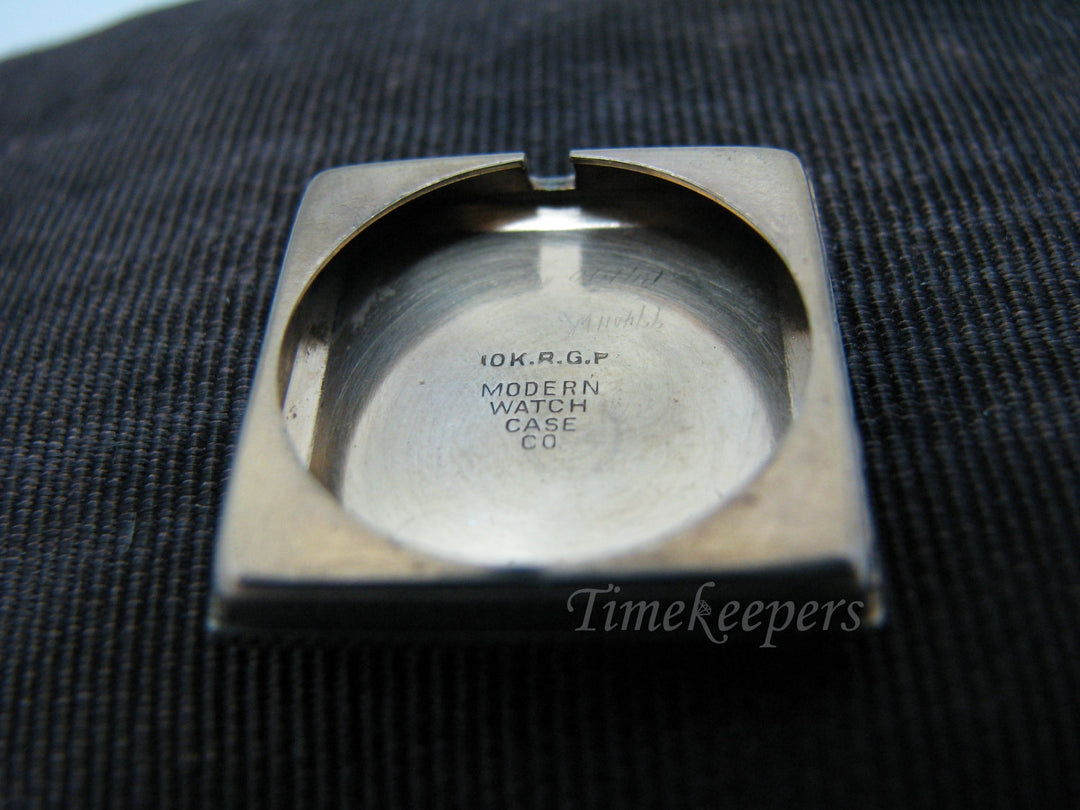 10K.R.G.P
MODERN
WATCH
CASE
CO.
Timekeepers